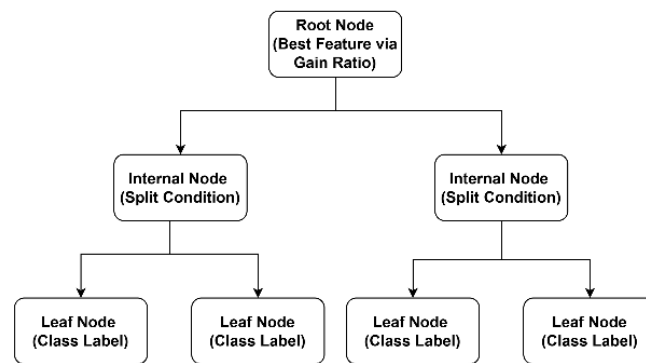 Root Node
(Best Feature via
Gain Ratio)
Internal Node
(Split Condition)
Internal Node
(Split Condition)
Leaf Node
(Class Label)
Leaf Node
(Class Label)
Leaf Node
(Class Label)
Leaf Node
(Class Label)